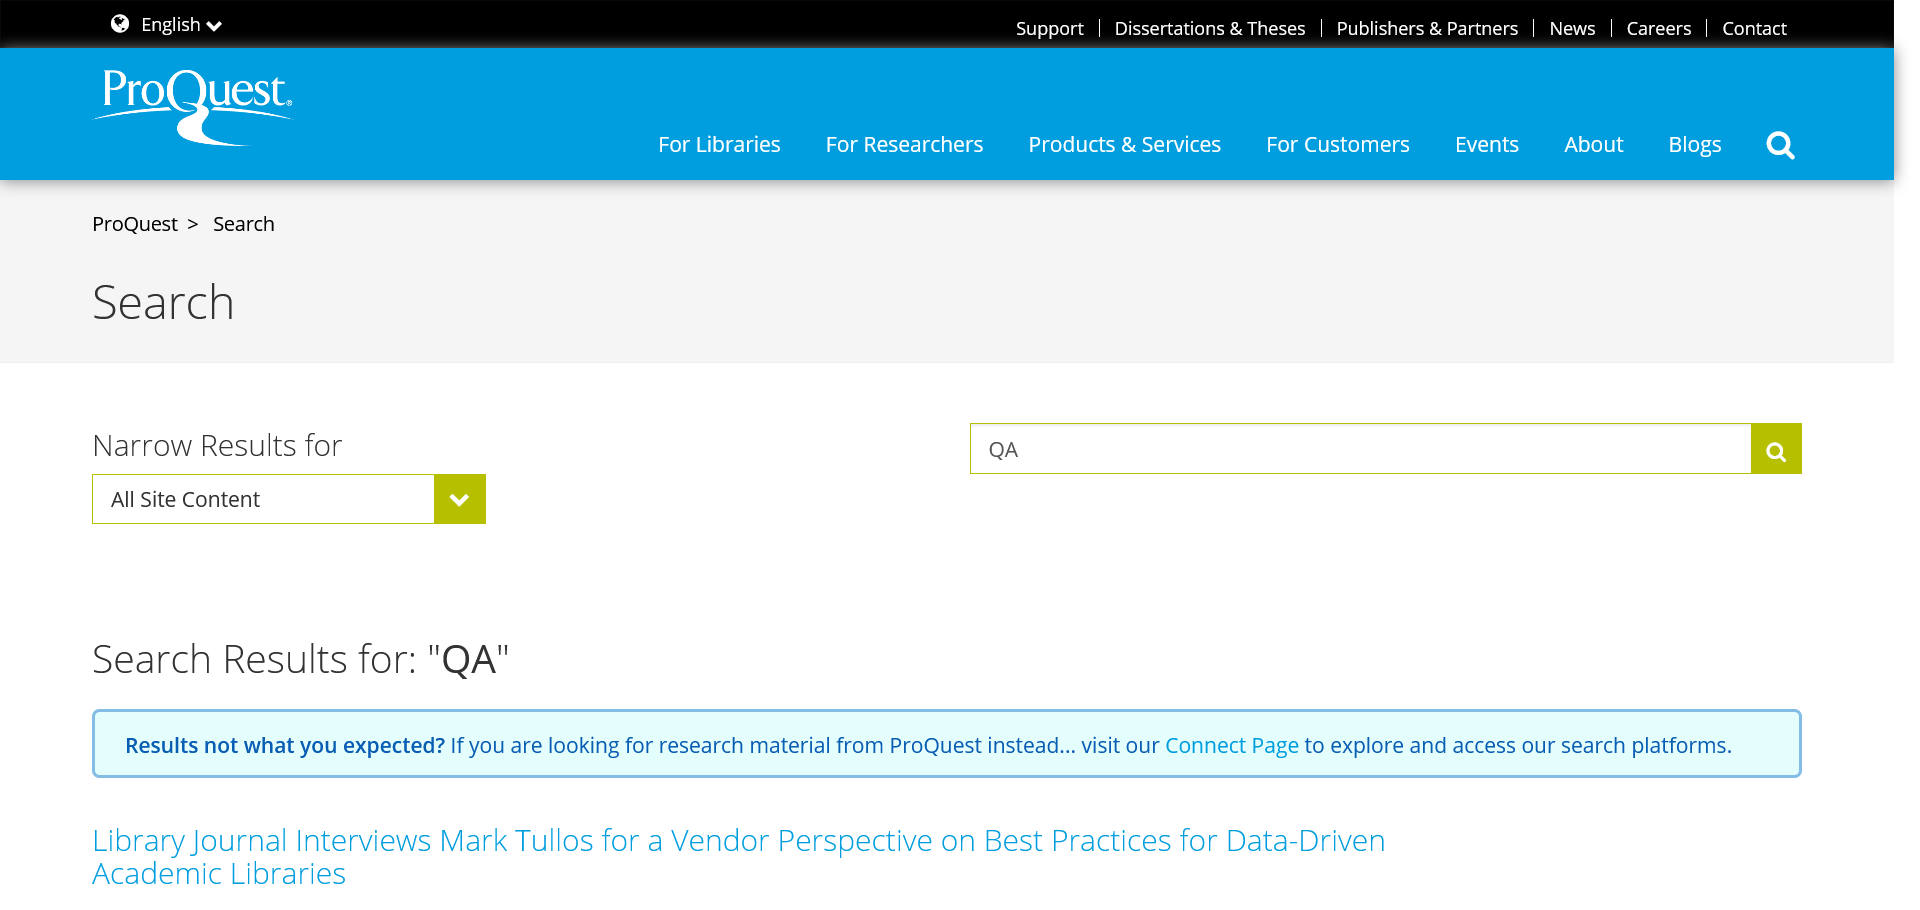 English
Support Dissertations & Theses Publishers & Partners News Careers Contact
ProQuest®
For Libraries For Researchers Products & Services For Customers Events About Blogs
ProQuest > Search
Search
Narrow Results for
QA
All Site Content
Search Results for: "QA"
Results not what you expected? If you are looking for research material from ProQuest instead... visit our Connect Page to explore and access our search platforms.
Library Journal Interviews Mark Tullos for a Vendor Perspective on Best Practices for Data-Driven
Academic Libraries